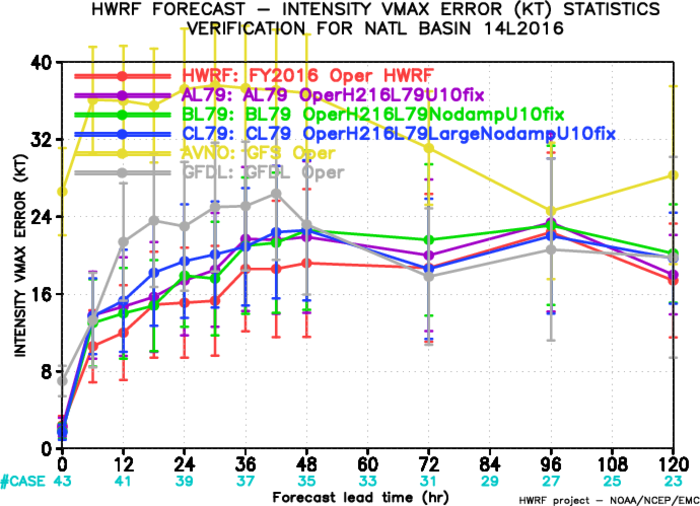 HWRF FORECAST – INTENSITY VMAX ERROR (KT) STATISTICS
VERIFICATION FOR NATL BASIN 14L2016
HWRF: FY2016 Oper HWRF
AL79: AL79 OperH216L79U10fix
BL79: BL79 OperH216L79NodampU10fix
CL79: CL79 OperH216L79LargeNodampU10fix
AVNO: GFS Oper
GFDL: GFDL Oper
INTENSITY VMAX ERROR (KT)
40
32
24
16
8
0
0 12 24 36 48 60 72 84 96 108 120
#CASE 43 41 39 37 35 33 31 29 27 25 23
Forecast lead time (hr)
HWRF project – NOAA/NCEP/EMC